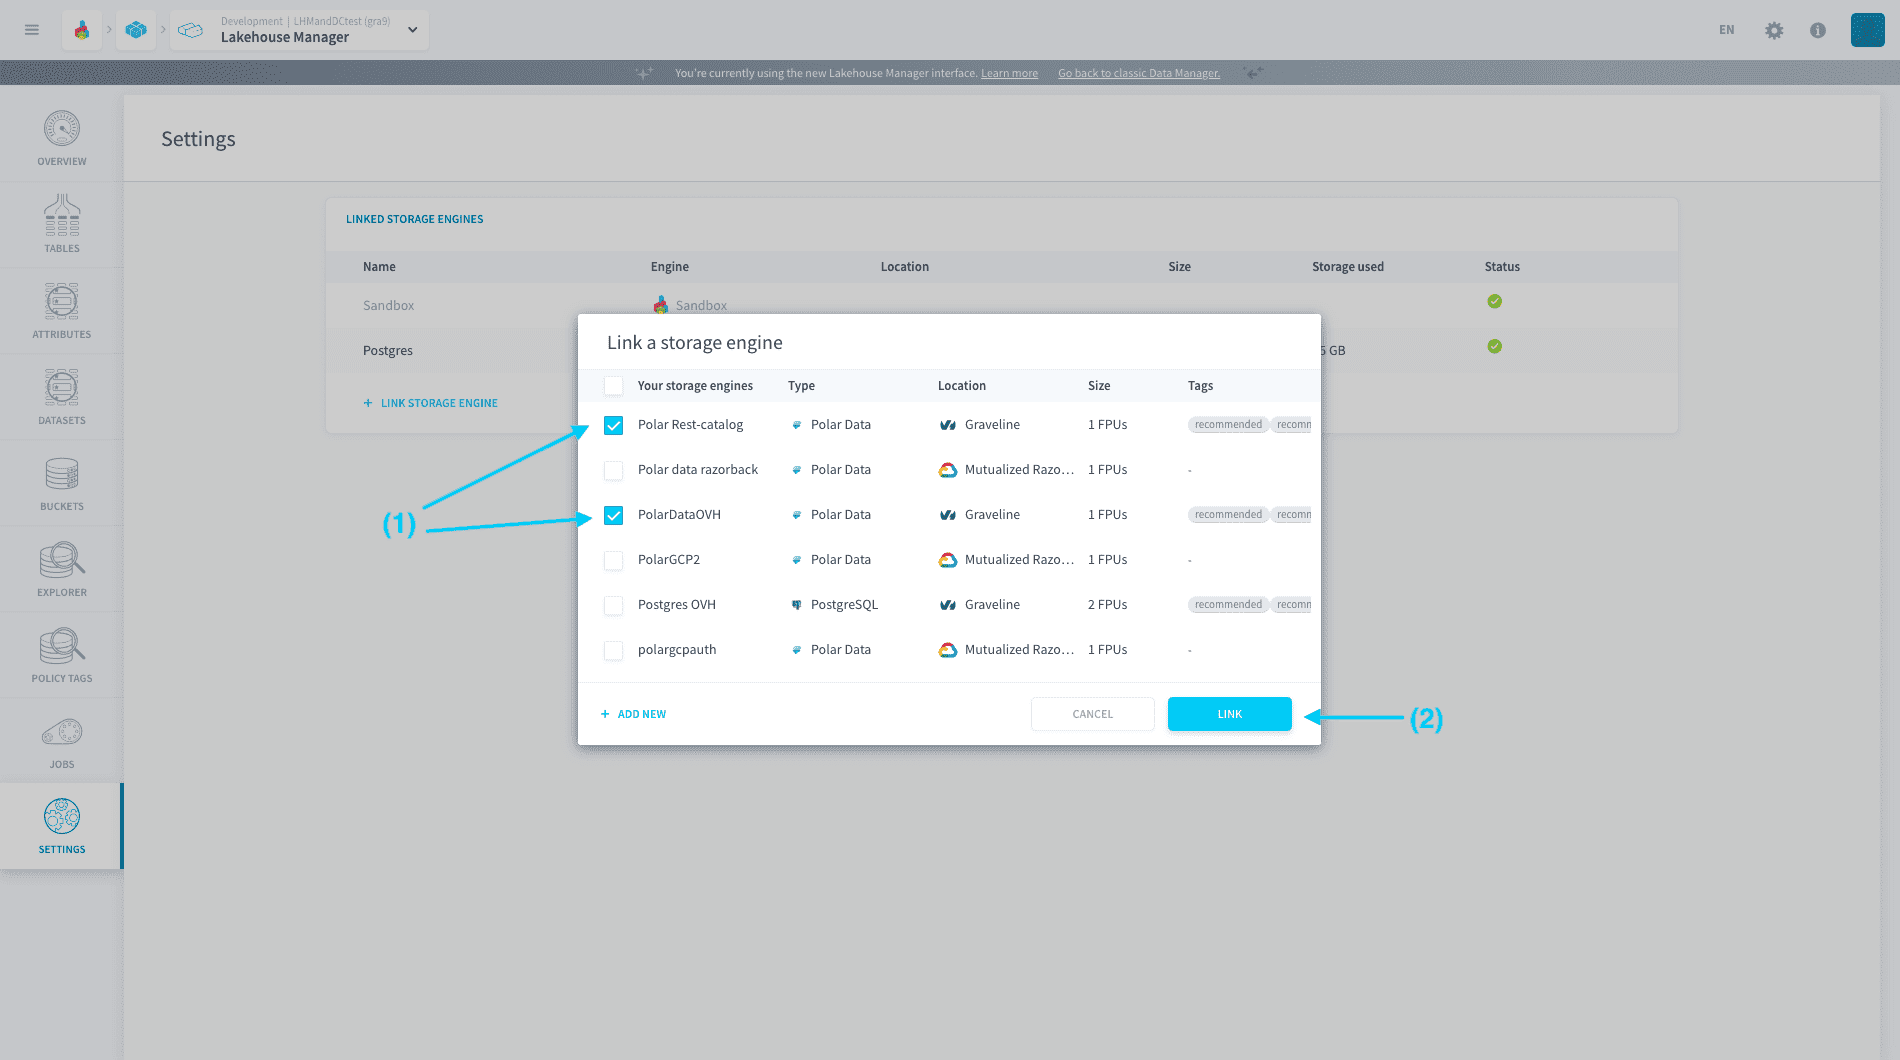 Development | LHMandDCtest (gra9)
Lakehouse Manager
EN
You're currently using the new Lakehouse Manager interface. Learn more Go back to classic Data Manager.
OVERVIEW
TABLES
ATTRIBUTES
DATASETS
BUCKETS
EXPLORER
POLICY TAGS
JOBS
SETTINGS
Settings
LINKED STORAGE ENGINES
Name Engine Location Size Storage used Status
Sandbox Sandbox
Postgres 5 GB
+ LINK STORAGE ENGINE
Link a storage engine
Your storage engines Type Location Size Tags
Polar Rest-catalog Polar Data Graveline 1 FPUs recommended recomm
Polar data razorback Polar Data Mutualized Razo... 1 FPUs -
PolarDataOVH Polar Data Graveline 1 FPUs recommended recomm
PolarGCP2 Polar Data Mutualized Razo... 1 FPUs -
Postgres OVH PostgreSQL Graveline 2 FPUs recommended recomm
polargcpauth Polar Data Mutualized Razo... 1 FPUs -
+ ADD NEW CANCEL LINK
(1)
(2)